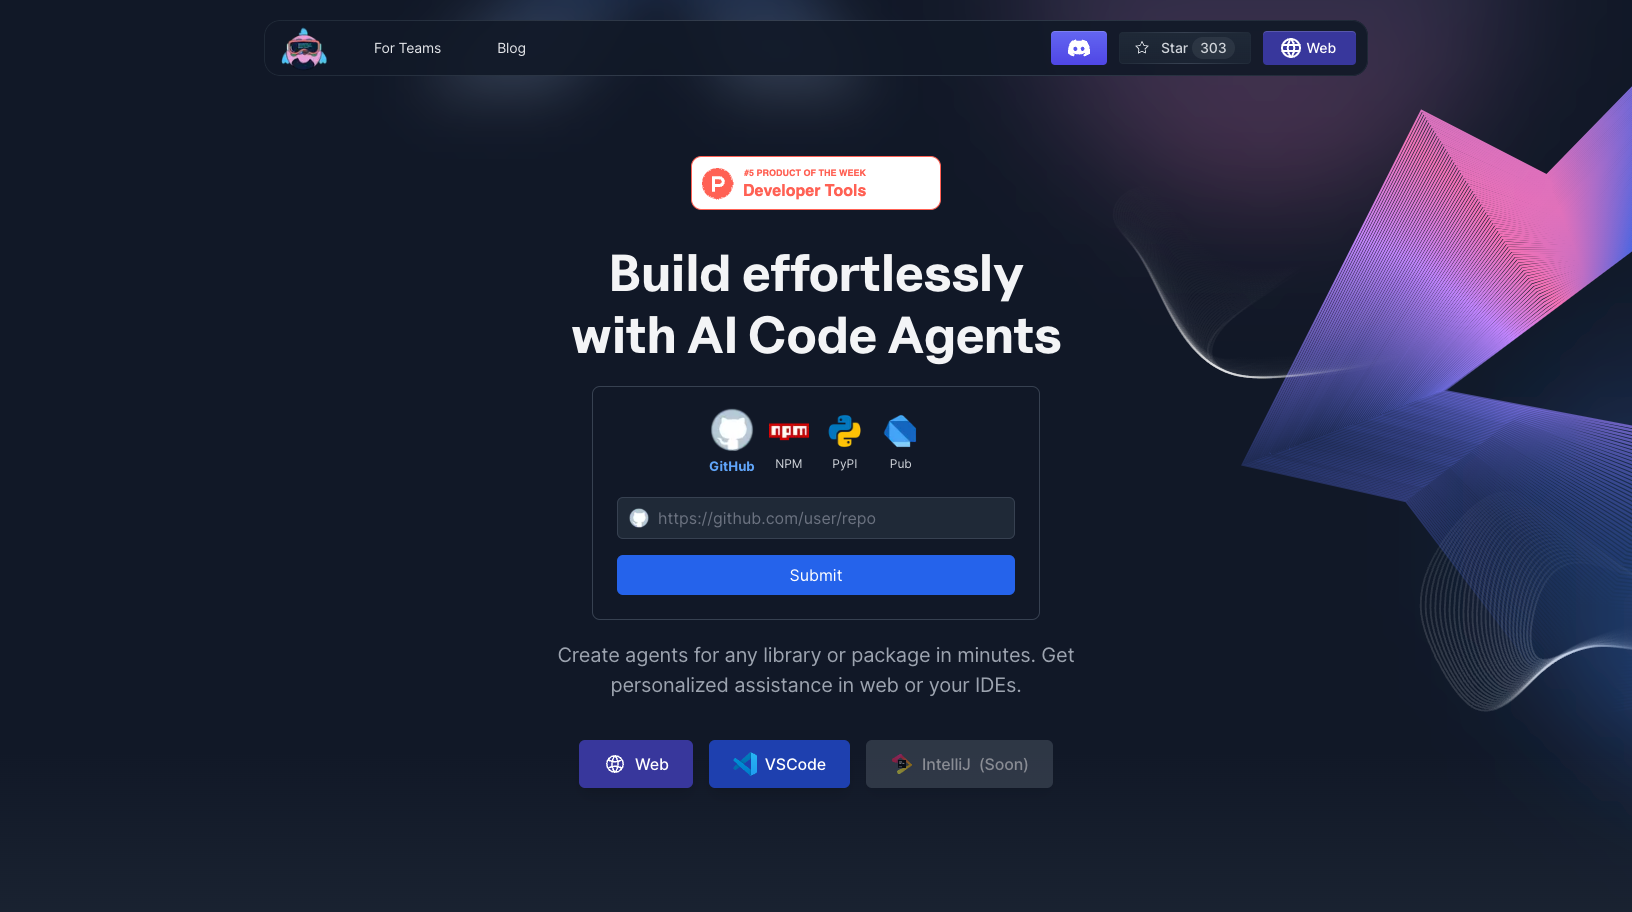 For Teams
Blog
Star 303
Web
#5 PRODUCT OF THE WEEK
Developer Tools
Build effortlessly
with AI Code Agents
npm
GitHub
NPM
PyPI
Pub
https://github.com/user/repo
Submit
Create agents for any library or package in minutes. Get
personalized assistance in web or your IDEs.
Web
VSCode
IntelliJ (Soon)